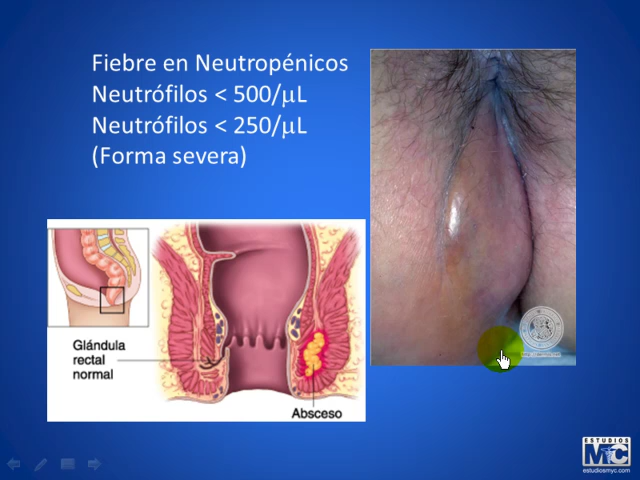 Fiebre en Neutropénicos
Neutrófilos < 500/µL
Neutrófilos < 250/µL
(Forma severa)
Glándula
rectal
normal
Absceso
ESTUDIOS
MYC
estudiosmyc.com